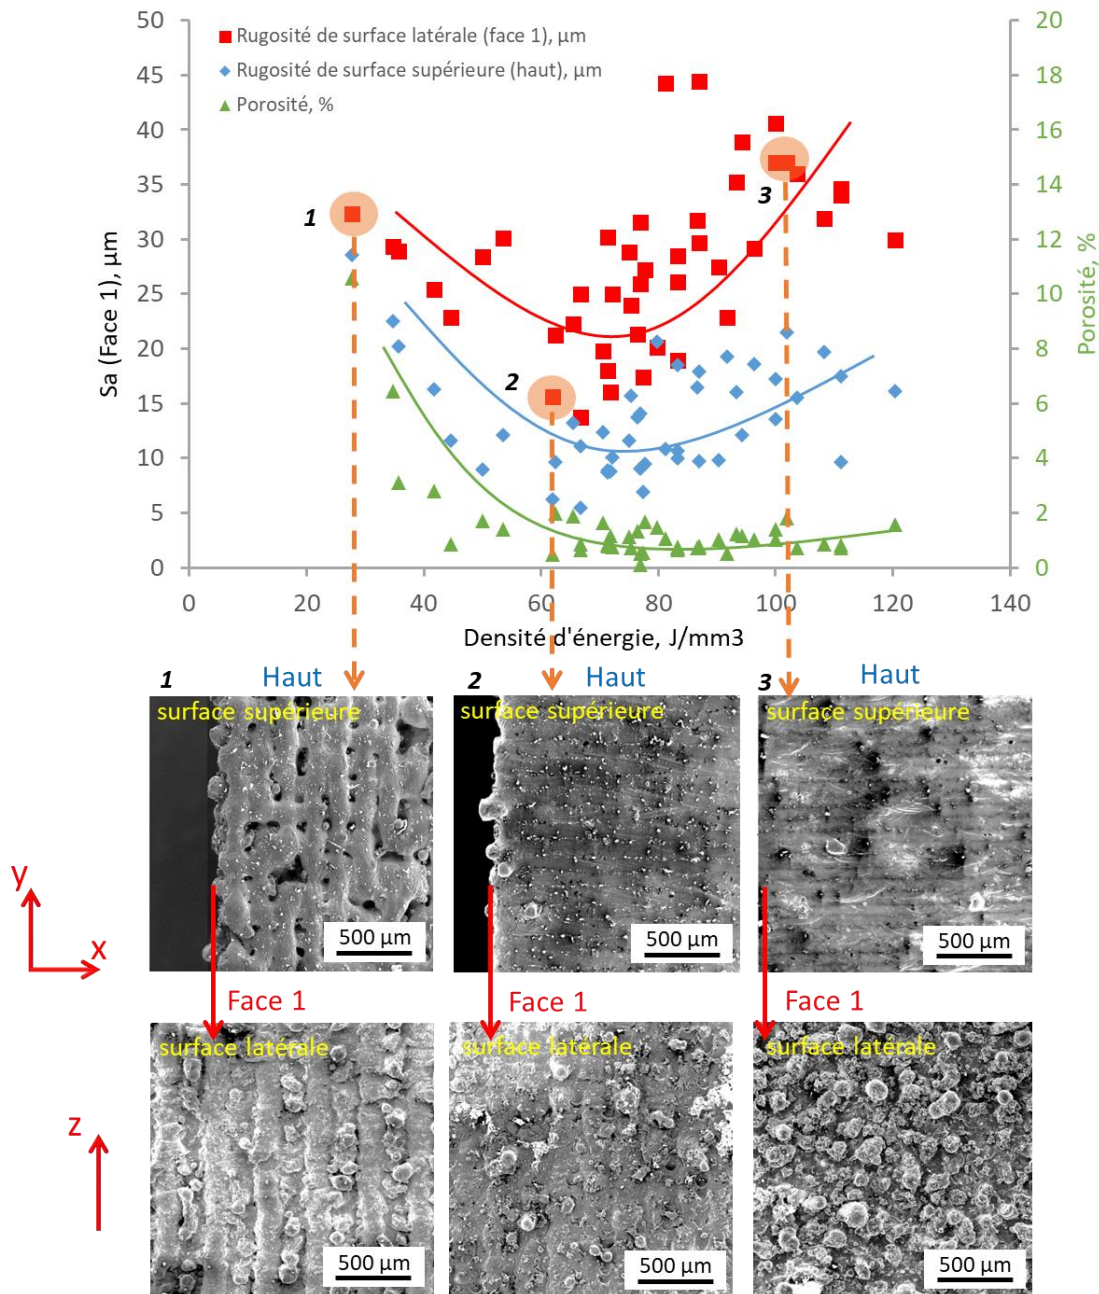 50
45
40
35
30
25
20
15
10
5
0
Sa (Face 1), µm
Rugosité de surface latérale (face 1), µm
Rugosité de surface supérieure (haut), µm
Porosité, %
20
18
16
14
12
10
8
6
4
2
0
Porosité, %
1
2
3
0 20 40 60 80 100 120 140
Densité d'énergie, J/mm3
1 Haut
surface supérieure
500 µm
2 Haut
surface supérieure
500 µm
3 Haut
surface supérieure
500 µm
y
x
Face 1
Face 1
Face 1
surface latérale
500 µm
surface latérale
500 µm
surface latérale
500 µm
z